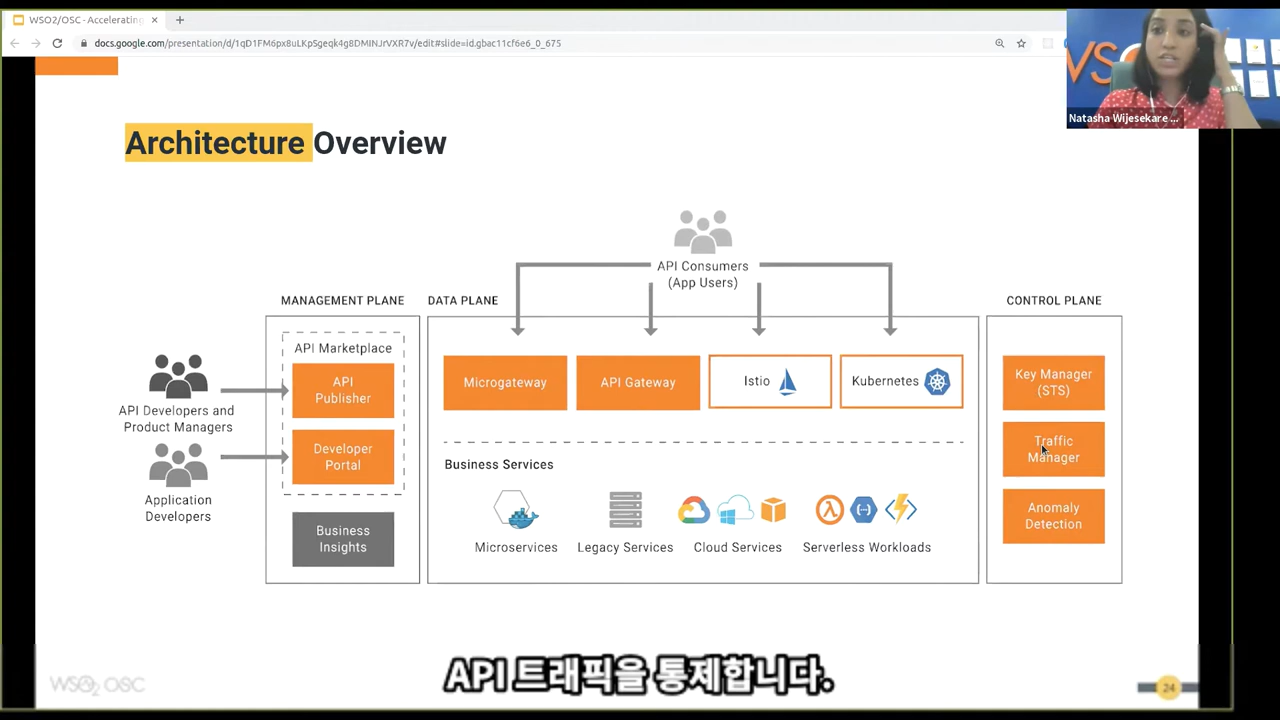 WSO2/OSC - Accelerating
docs.google.com/presentation/d/1qD1FM6px8uLKpSgeqk4g8DMINJrVXR7v/edit#slide=id.gbac11cf6e6_0_675
Natasha Wijesekare ...
Architecture Overview
API Consumers
(App Users)
MANAGEMENT PLANE
DATA PLANE
CONTROL PLANE
API Marketplace
API
Publisher
Developer
Portal
Business
Insights
API Developers and
Product Managers
Application
Developers
Microgateway
API Gateway
Istio
Kubernetes
Business Services
Microservices
Legacy Services
Cloud Services
Serverless Workloads
Key Manager
(STS)
Traffic
Manager
Anomaly
Detection
API 트래픽을 통제합니다.
WSO2 OSC
24